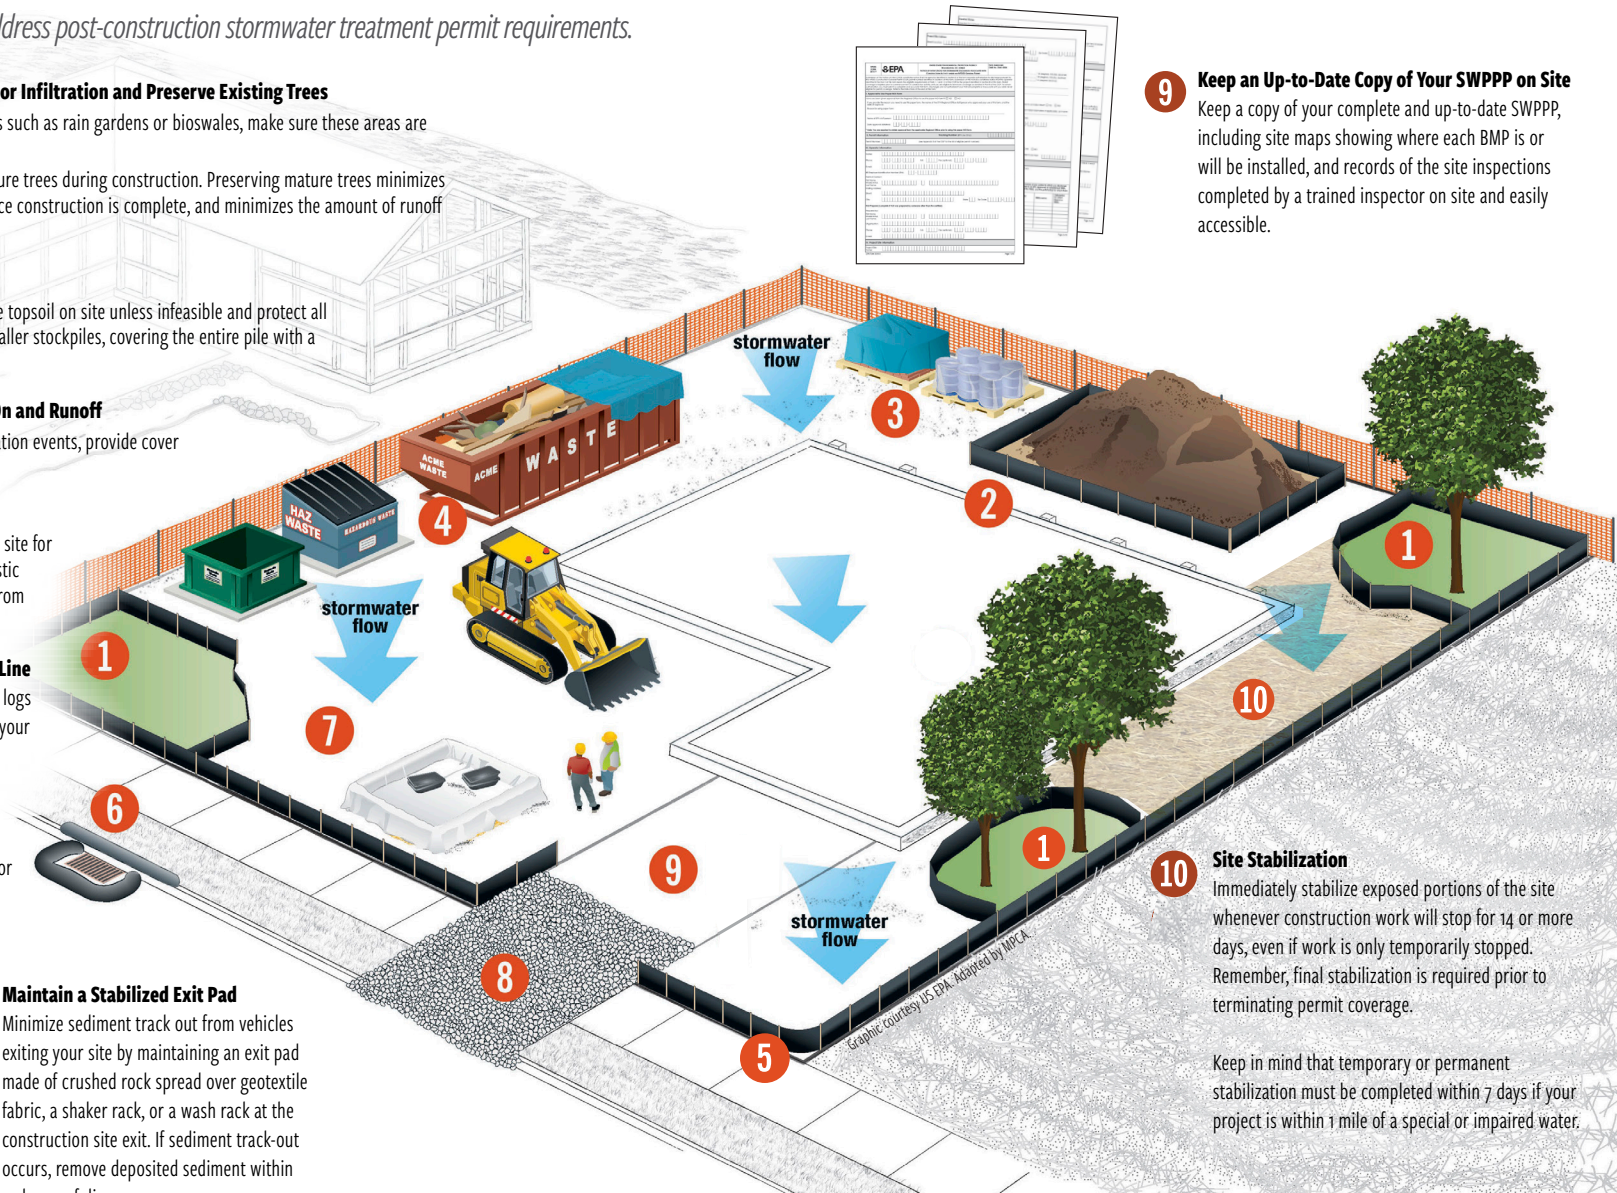 ddress post-construction stormwater treatment permit requirements.
or Infiltration and Preserve Existing Trees
s such as rain gardens or bioswales, make sure these areas are
ure trees during construction. Preserving mature trees minimizes
ce construction is complete, and minimizes the amount of runoff
e topsoil on site unless infeasible and protect all
aller stockpiles, covering the entire pile with a
On and Runoff
ation events, provide cover
site for
stic
rom
Line
logs
your
or
Maintain a Stabilized Exit Pad
Minimize sediment track out from vehicles
exiting your site by maintaining an exit pad
made of crushed rock spread over geotextile
fabric, a shaker rack, or a wash rack at the
construction site exit. If sediment track-out
occurs, remove deposited sediment within
EPA
9
Keep an Up-to-Date Copy of Your SWPPP on Site
Keep a copy of your complete and up-to-date SWPPP,
including site maps showing where each BMP is or
will be installed, and records of the site inspections
completed by a trained inspector on site and easily
accessible.
stormwater
flow
3
ACME
WASTE
ACME
WASTE
4
HAZ
WASTE
HAZARDOUS WASTE
2
1
stormwater
flow
1
10
7
6
1
9
stormwater
flow
8
5
Graphic courtesy US EPA. Adapted by MPCA.
10
Site Stabilization
Immediately stabilize exposed portions of the site
whenever construction work will stop for 14 or more
days, even if work is only temporarily stopped.
Remember, final stabilization is required prior to
terminating permit coverage.
Keep in mind that temporary or permanent
stabilization must be completed within 7 days if your
project is within 1 mile of a special or impaired water.